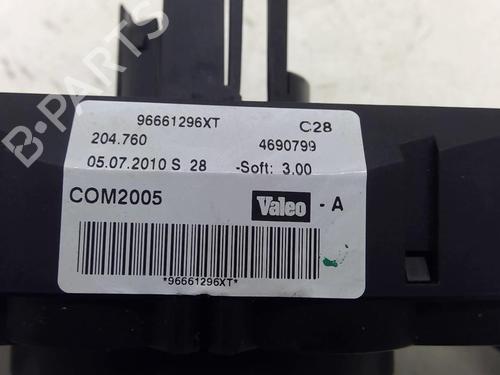 B-PARTS
96661296XT C28
204.760 4690799
05.07.2010 S 28 -Soft: 3.00
COM2005 Valeo - A
*96661296XT*